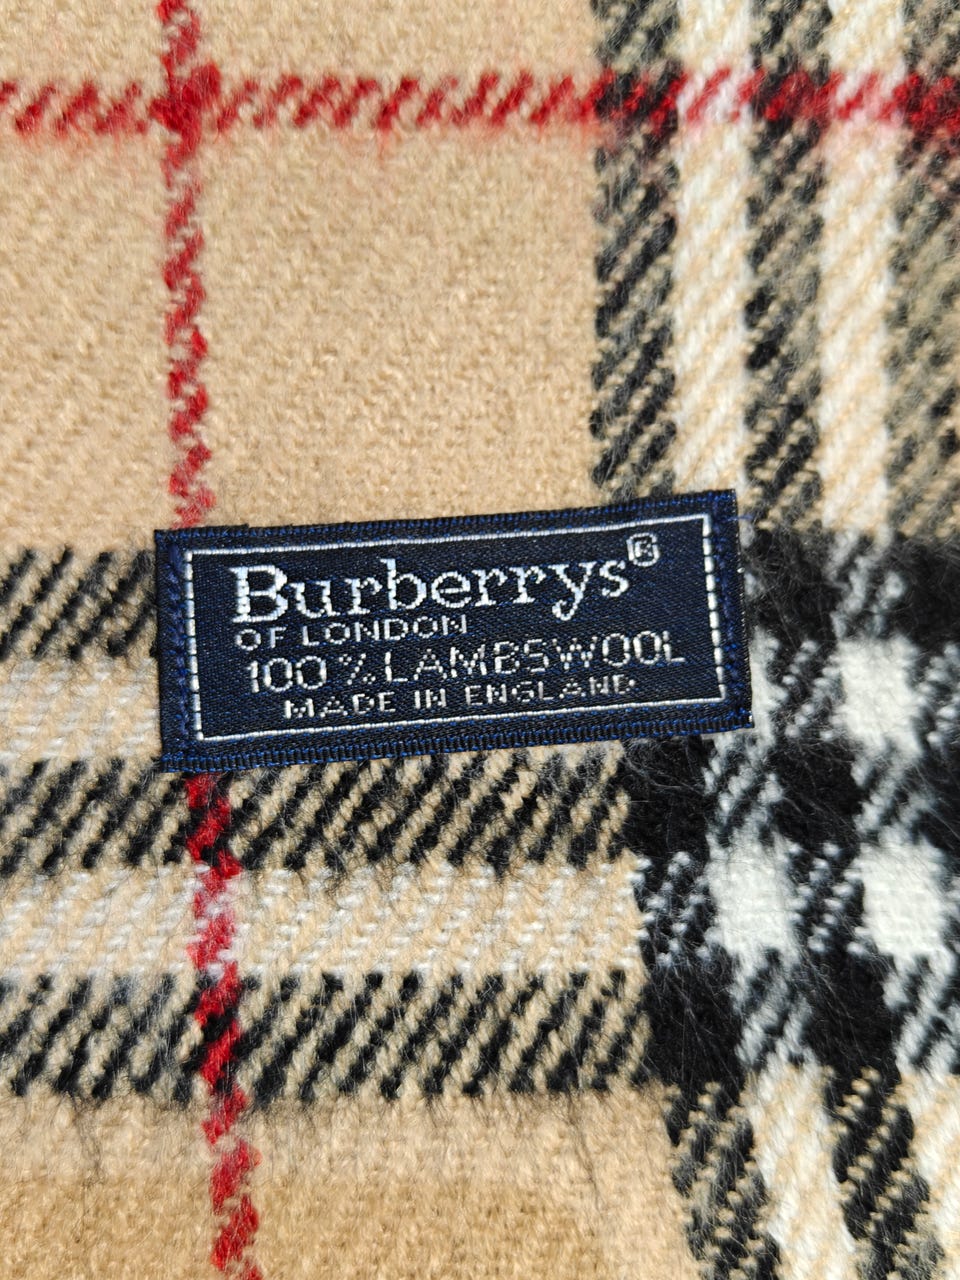 Burberrys®
OF LONDON
100% LAMBSWOOL
MADE IN ENGLAND